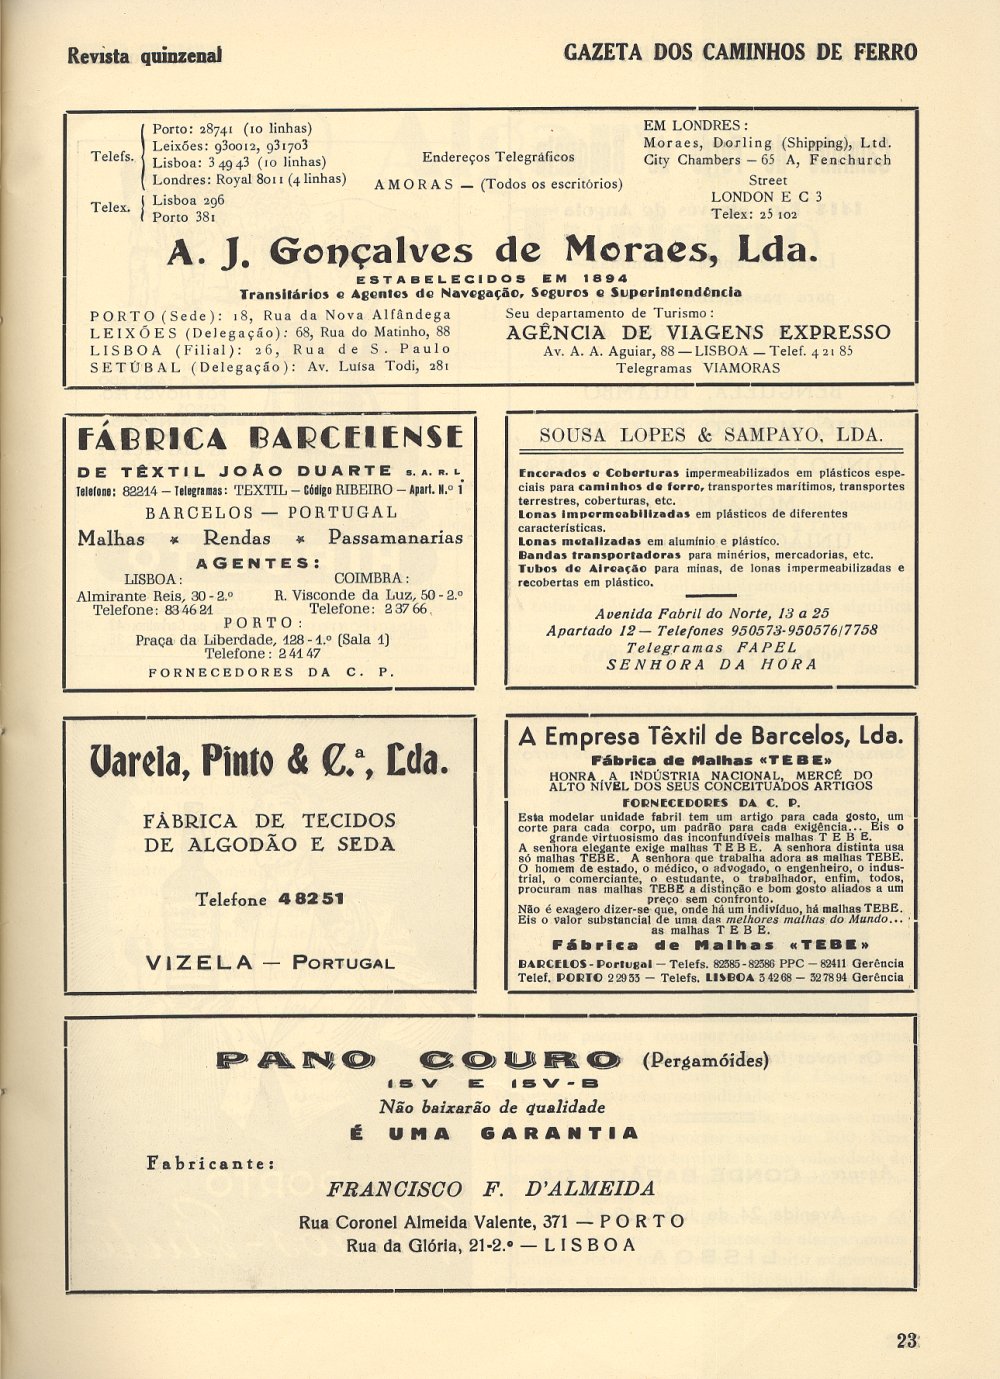 Revista quinzenal
GAZETA DOS CAMINHOS DE FERRO
Telefs.
Porto: 28741 (10 linhas)
Leixões: 930012, 931703
Lisboa: 3 49 43 (10 linhas)
Londres: Royal 8011 (4 linhas)
Telex.
Lisboa 296
Porto 381
Endereços Telegráficos
AMORAS — (Todos os escritórios)
EM LONDRES:
Moraes, Dorling (Shipping), Ltd.
City Chambers — 65 A, Fenchurch
Street
LONDON E C 3
Telex: 25 102
A. J. Gonçalves de Moraes, Lda.
ESTABELECIDOS EM 1894
Transitários e Agentes de Navegação, Seguros e Superintendência
PORTO (Sede): 18, Rua da Nova Alfândega
LEIXÕES (Delegação): 68, Rua do Matinho, 88
LISBOA (Filial): 26, Rua de S. Paulo
SETÚBAL (Delegação): Av. Luísa Todi, 281
Seu departamento de Turismo:
AGÊNCIA DE VIAGENS EXPRESSO
Av. A. A. Aguiar, 88 — LISBOA — Telef. 4 21 85
Telegramas VIAMORAS
FÁBRICA BARCELENSE
DE TÊXTIL JOÃO DUARTE S. A. R. L.
Telefone: 82214 — Telegramas: TEXTIL — Código RIBEIRO — Apart. N.º 1
BARCELOS — PORTUGAL
Malhas * Rendas * Passamanarias
AGENTES:
LISBOA:
Almirante Reis, 30-2.º
Telefone: 83 46 21
COIMBRA:
R. Visconde da Luz, 50-2.º
Telefone: 2 37 66
PORTO:
Praça da Liberdade, 128-1.º (Sala 1)
Telefone: 2 41 47
FORNECEDORES DA C. P.
SOUSA LOPES & SAMPAYO, LDA.
Encerados e Coberturas impermeabilizados em plásticos espe-
ciais para caminhos de ferro, transportes marítimos, transportes
terrestres, coberturas, etc.
Lonas impermeabilizadas em plásticos de diferentes
características.
Lonas metalizadas em alumínio e plástico.
Bandas transportadoras para minérios, mercadorias, etc.
Tubos de Aireação para minas, de lonas impermeabilizadas e
recobertas em plástico.
Avenida Fabril do Norte, 13 a 25
Apartado 12 — Telefones 950573-950576/7758
Telegramas FAPEL
SENHORA DA HORA
Varela, Pinto & C.ª, Lda.
FÁBRICA DE TECIDOS
DE ALGODÃO E SEDA
Telefone 48251
VIZELA — PORTUGAL
A Empresa Têxtil de Barcelos, Lda.
Fábrica de Malhas «TEBE»
HONRA A INDÚSTRIA NACIONAL, MERCÊ DO
ALTO NÍVEL DOS SEUS CONCEITUADOS ARTIGOS
FORNECEDORES DA C. P.
Esta modelar unidade fabril tem um artigo para cada gosto, um
corte para cada corpo, um padrão para cada exigência... Eis o
grande virtuosismo das inconfundíveis malhas T E B E.
A senhora elegante exige malhas T E B E. A senhora distinta usa
só malhas TEBE. A senhora que trabalha adora as malhas TEBE.
O homem de estado, o médico, o advogado, o engenheiro, o indus-
trial, o comerciante, o estudante, o trabalhador, enfim, todos,
procuram nas malhas TEBE a distinção e bom gosto aliados a um
preço sem confronto.
Não é exagero dizer-se que, onde há um indivíduo, há malhas TEBE.
Eis o valor substancial de uma das melhores malhas do Mundo...
as malhas T E B E.
Fábrica de Malhas «TEBE»
BARCELOS-Portugal — Telefs. 82385-82386 PPC — 82411 Gerência
Telef. PORTO 2 29 33 — Telefs. LISBOA 3 42 68 — 32 78 94 Gerência
PANO COURO (Pergamóides)
15V E 15V-B
Não baixarão de qualidade
É UMA GARANTIA
Fabricante:
FRANCISCO F. D'ALMEIDA
Rua Coronel Almeida Valente, 371 — PORTO
Rua da Glória, 21-2.º — LISBOA
23